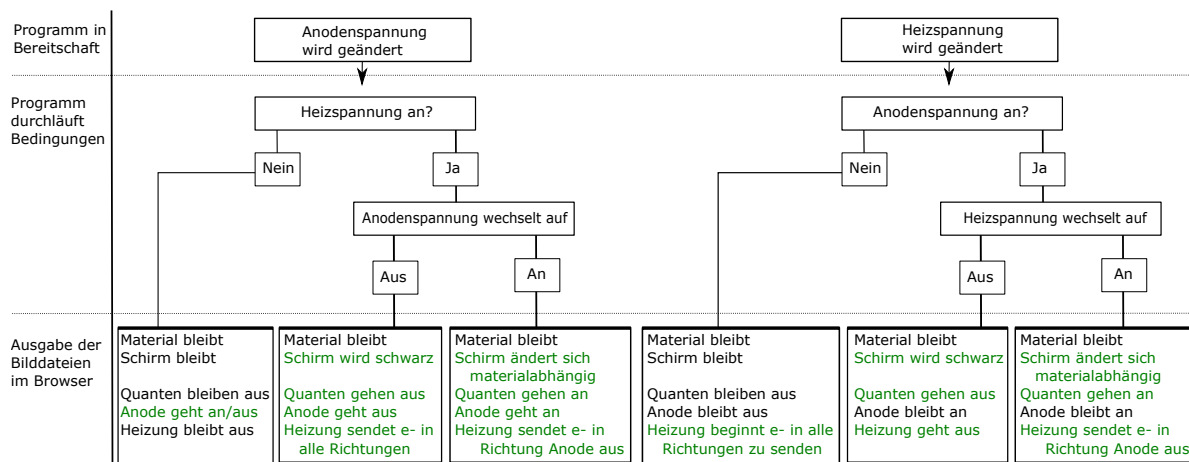 Programm in
Bereitschaft
Anodenspannung
wird geändert
Heizspannung
wird geändert
Programm
durchläuft
Bedingungen
Heizspannung an?
Nein
Ja
Anodenspannung wechselt auf
Aus
An
Anodenspannung an?
Nein
Ja
Heizspannung wechselt auf
Aus
An
Ausgabe der
Bilddateien
im Browser
Material bleibt
Schirm bleibt
Quanten bleiben aus
Anode geht an/aus
Heizung bleibt aus
Material bleibt
Schirm wird schwarz
Quanten gehen aus
Anode geht aus
Heizung sendet e- in
alle Richtungen
Material bleibt
Schirm ändert sich
materialabhängig
Quanten gehen an
Anode geht an
Heizung sendet e- in
Richtung Anode aus
Material bleibt
Schirm bleibt
Quanten bleiben aus
Anode bleibt aus
Heizung beginnt e- in alle
Richtungen zu senden
Material bleibt
Schirm wird schwarz
Quanten gehen aus
Anode bleibt an
Heizung geht aus
Material bleibt
Schirm ändert sich
materialabhängig
Quanten gehen an
Anode bleibt an
Heizung sendet e- in
Richtung Anode aus